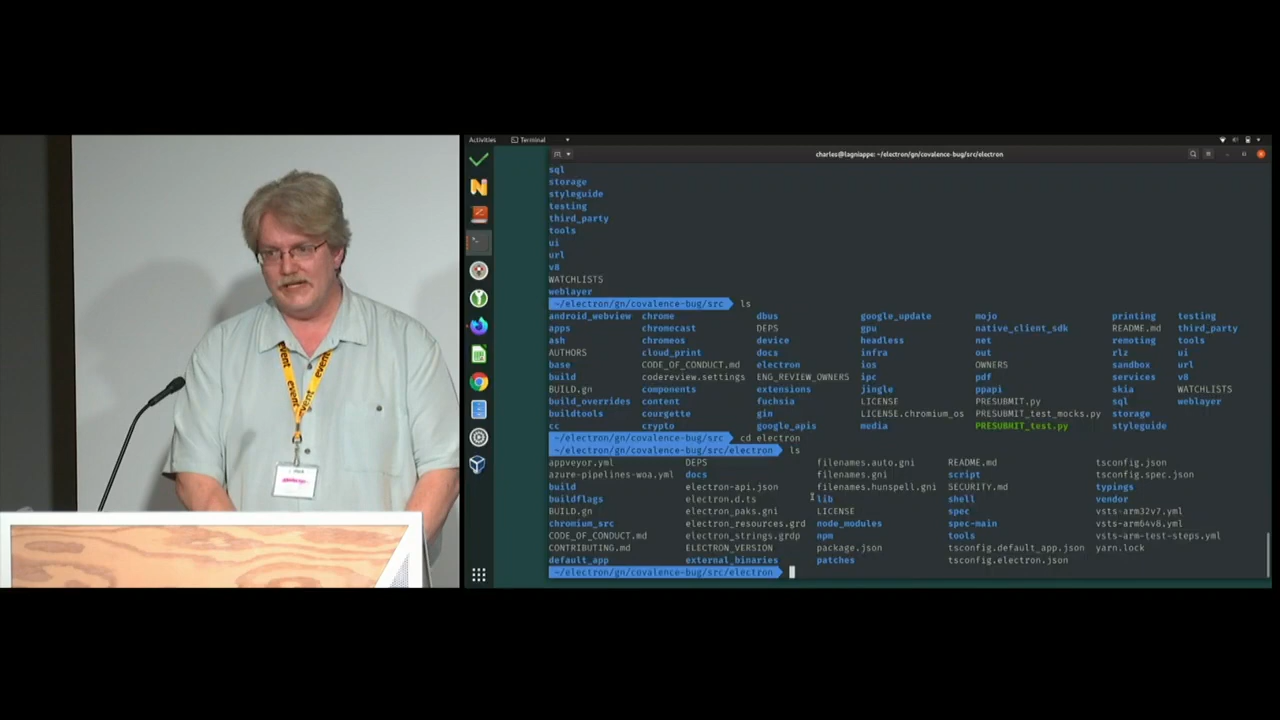 event
event
Activities Terminal
charles@lagniappe: ~/electron/gn/covalence-bug/src/electron
sql
storage
styleguide
testing
third_party
tools
ui
url
v8
WATCHLISTS
weblayer
~/electron/gn/covalence-bug/src ls
android_webview chrome dbus google_update mojo printing testing
apps chromecast DEPS gpu native_client_sdk README.md third_party
ash chromeos device headless net remoting tools
AUTHORS cloud_print docs infra out rlz ui
base CODE_OF_CONDUCT.md electron ios OWNERS sandbox url
build codereview.settings ENG_REVIEW_OWNERS ipc pdf services v8
BUILD.gn components extensions jingle ppapi skia WATCHLISTS
build_overrides content fuchsia LICENSE PRESUBMIT.py sql weblayer
buildtools courgette gin LICENSE.chromium_os PRESUBMIT_test_mocks.py storage
cc crypto google_apis media PRESUBMIT_test.py styleguide
~/electron/gn/covalence-bug/src cd electron
~/electron/gn/covalence-bug/src/electron ls
appveyor.yml DEPS filenames.auto.gni README.md tsconfig.json
azure-pipelines-woa.yml docs filenames.gni script tsconfig.spec.json
build electron-api.json filenames.hunspell.gni SECURITY.md typings
buildflags electron.d.ts lib shell vendor
BUILD.gn electron_paks.gni LICENSE spec vsts-arm32v7.yml
chromium_src electron_resources.grd node_modules spec-main vsts-arm64v8.yml
CODE_OF_CONDUCT.md electron_strings.grdp npm tools vsts-arm-test-steps.yml
CONTRIBUTING.md ELECTRON_VERSION package.json tsconfig.default_app.json yarn.lock
default_app external_binaries patches tsconfig.electron.json
~/electron/gn/covalence-bug/src/electron